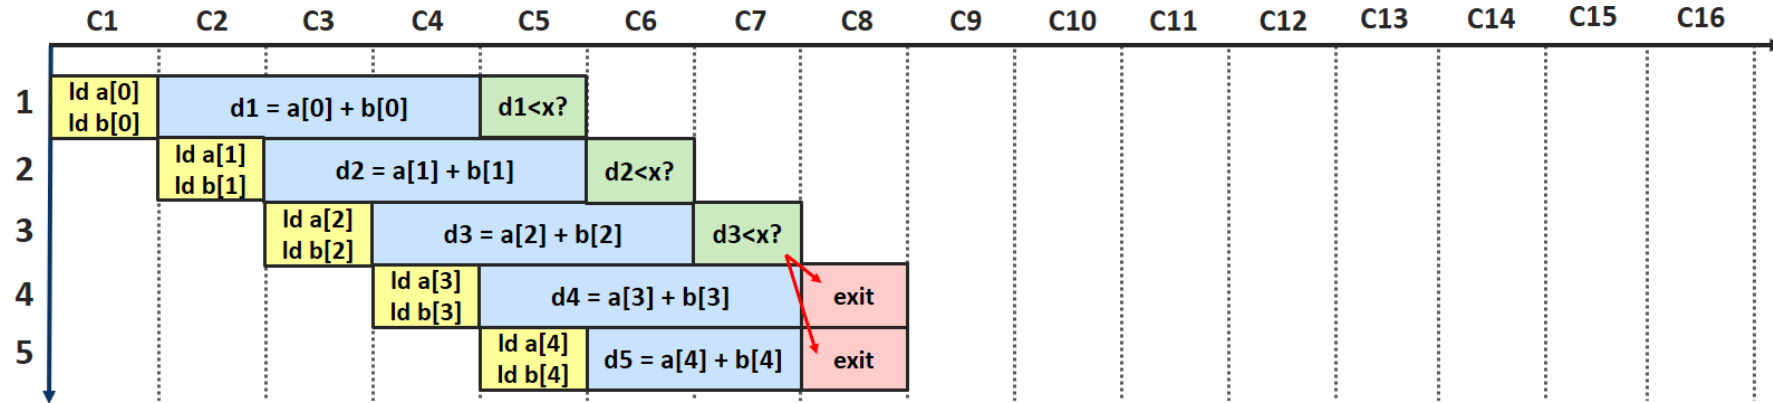 C1 C2 C3 C4 C5 C6 C7 C8 C9 C10 C11 C12 C13 C14 C15 C16
1
ld a[0]
ld b[0]
d1 = a[0] + b[0]
d1<x?
2
ld a[1]
ld b[1]
d2 = a[1] + b[1]
d2<x?
3
ld a[2]
ld b[2]
d3 = a[2] + b[2]
d3<x?
4
ld a[3]
ld b[3]
d4 = a[3] + b[3]
exit
5
ld a[4]
ld b[4]
d5 = a[4] + b[4]
exit